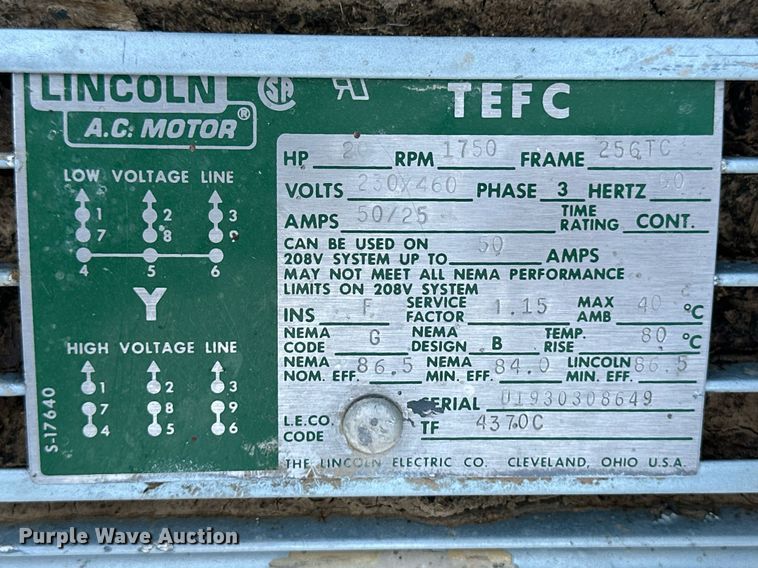 LINCOLN
A.C. MOTOR®
LOW VOLTAGE LINE
1 2 3
7 8 9
4 5 6
Y
HIGH VOLTAGE LINE
1 2 3
7 8 9
4 5 6
S-17640
TEFC
HP 20 RPM 1750 FRAME 256TC
VOLTS 230X460 PHASE 3 HERTZ 60
AMPS 50/25 TIME RATING CONT.
CAN BE USED ON
208V SYSTEM UP TO 50 AMPS
MAY NOT MEET ALL NEMA PERFORMANCE
LIMITS ON 208V SYSTEM
INS F SERVICE FACTOR 1.15 MAX AMB 40 °C
NEMA CODE G NEMA DESIGN B TEMP. RISE 80 °C
NEMA NOM. EFF. 86.5 NEMA MIN. EFF. 84.0 LINCOLN MIN. EFF. 86.5
SERIAL U1930308649
L.E.CO. CODE TF 4370C
THE LINCOLN ELECTRIC CO. CLEVELAND, OHIO U.S.A.
Purple Wave Auction